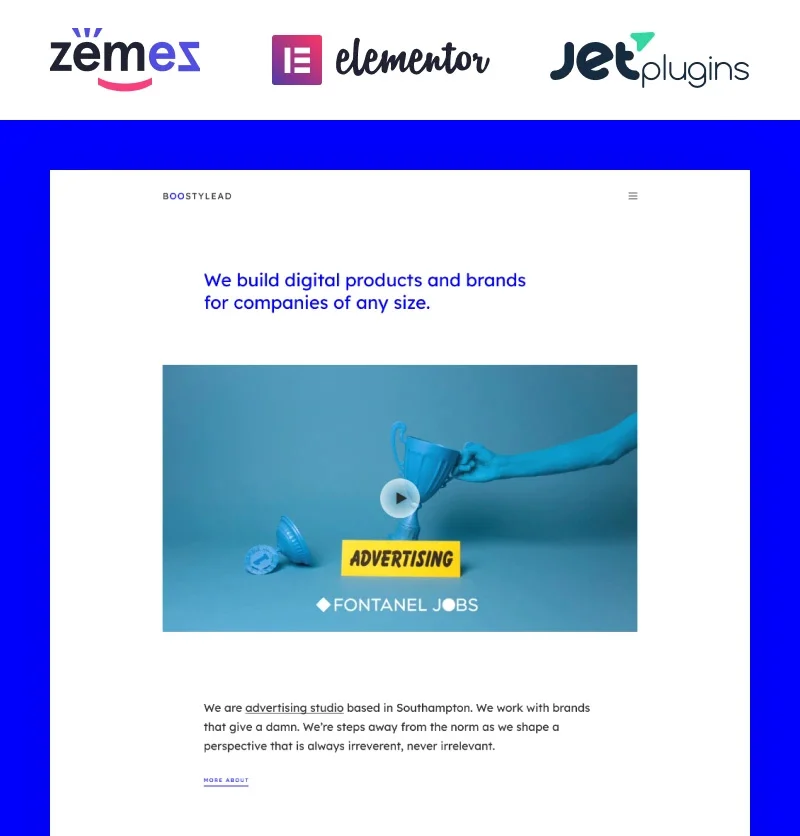 zemez
elementor
Jetplugins
BOOSTYLEAD
We build digital products and brands
for companies of any size.
ADVERTISING
FONTANEL JOBS
We are advertising studio based in Southampton. We work with brands
that give a damn. We’re steps away from the norm as we shape a
perspective that is always irreverent, never irrelevant.
MORE ABOUT